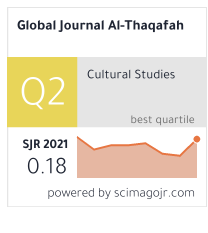 Global Journal Al-Thaqafah
Q2
Cultural Studies
best quartile
SJR 2021
0.18
powered by scimagojr.com